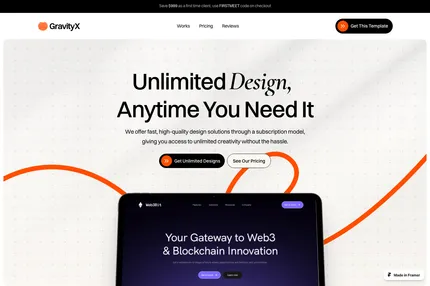 Save $999 as a find time client, use FIRSTMEET code on checkout
GravityX
Works
Pricing
Reviews
Get This Template
Unlimited Design,
Anytime You Need It
We offer fast, high-quality design solutions through a subscription model,
giving you access to unlimited creativity without the hassle.
Get Unlimited Designs
See Our Pricing
Your Gateway to Web3
& Blockchain Innovation
Made in Framer